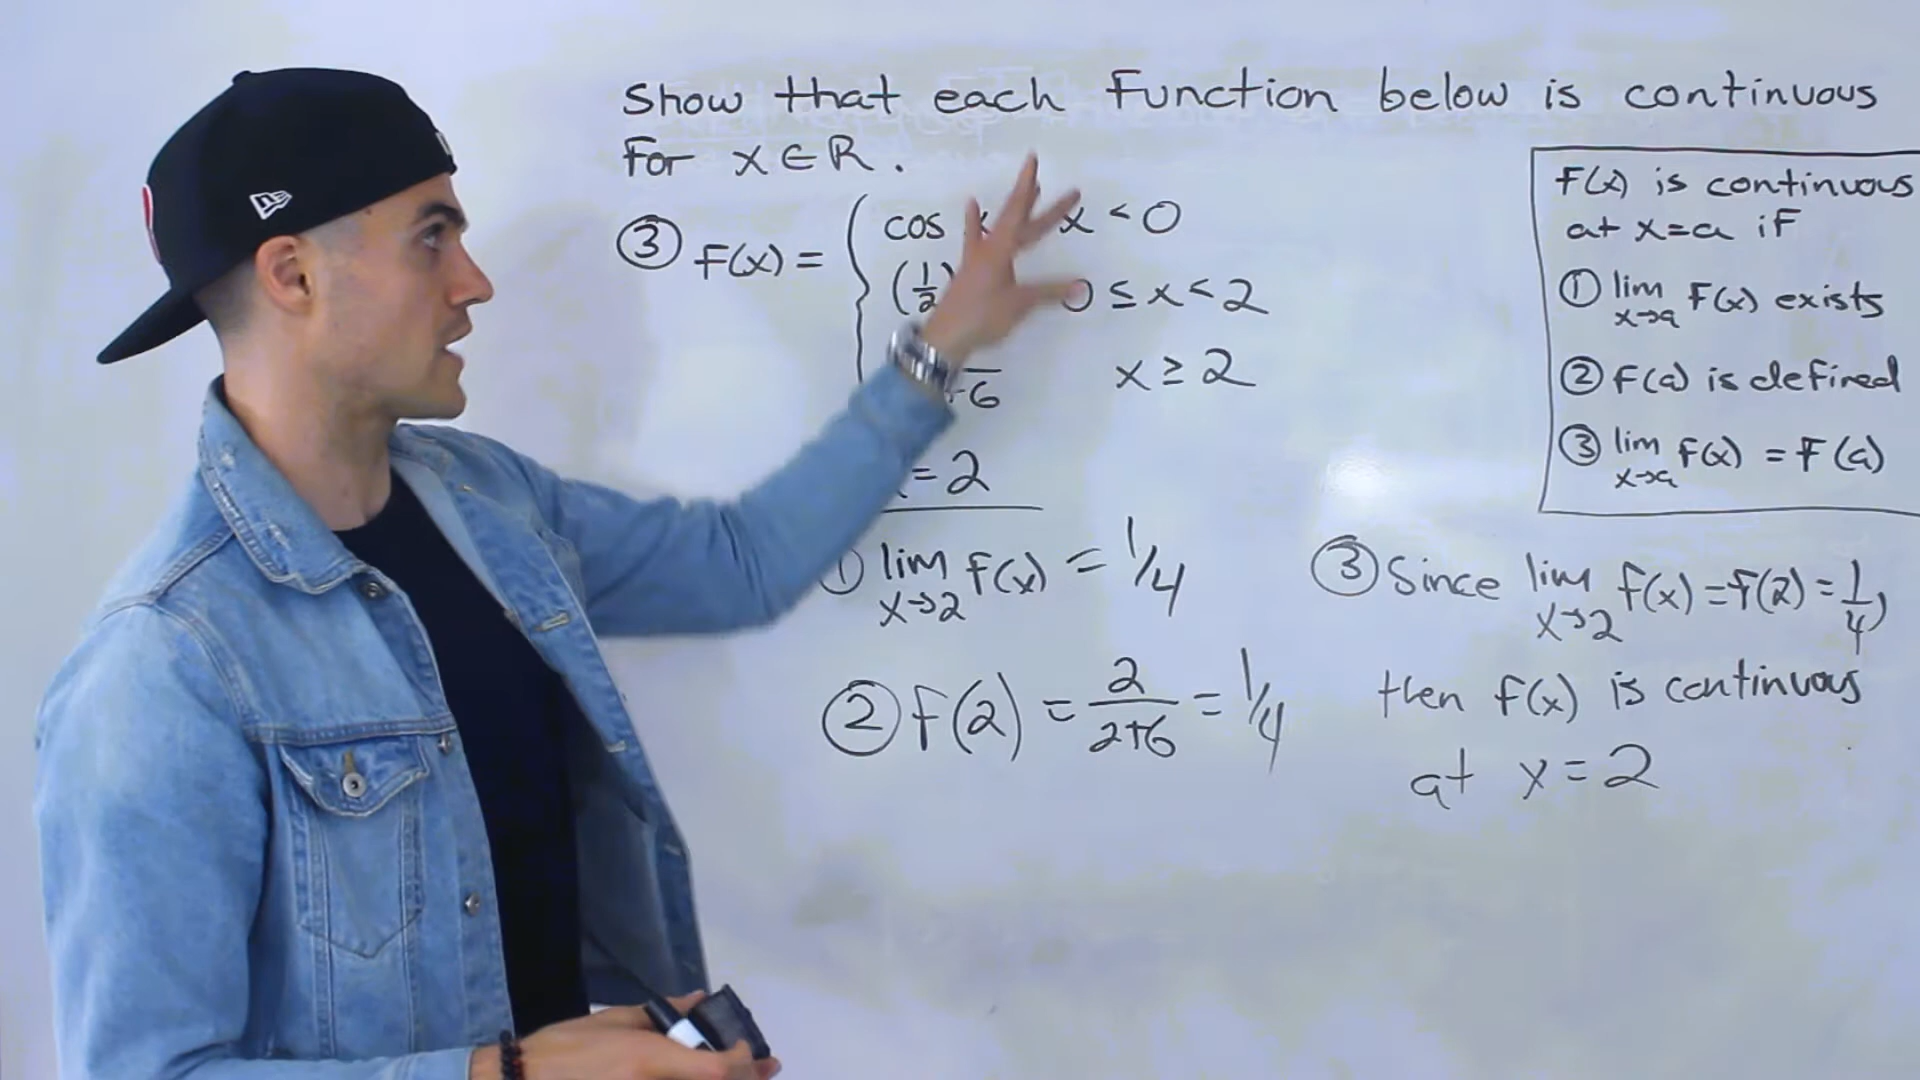 Show that each function below is continuous
for x ∈ R.
③ f(x) = { cos x < 0
(1/2) 0 ≤ x < 2
+6 x ≥ 2
= 2
① lim x→2 f(x) = 1/4
② f(2) = 2/(2+6) = 1/4
③ Since lim x→2 f(x) = f(2) = 1/4,
then f(x) is continuous
at x = 2
f(x) is continuous
at x=a if
① lim x→a f(x) exists
② f(a) is defined
③ lim x→a f(x) = f(a)